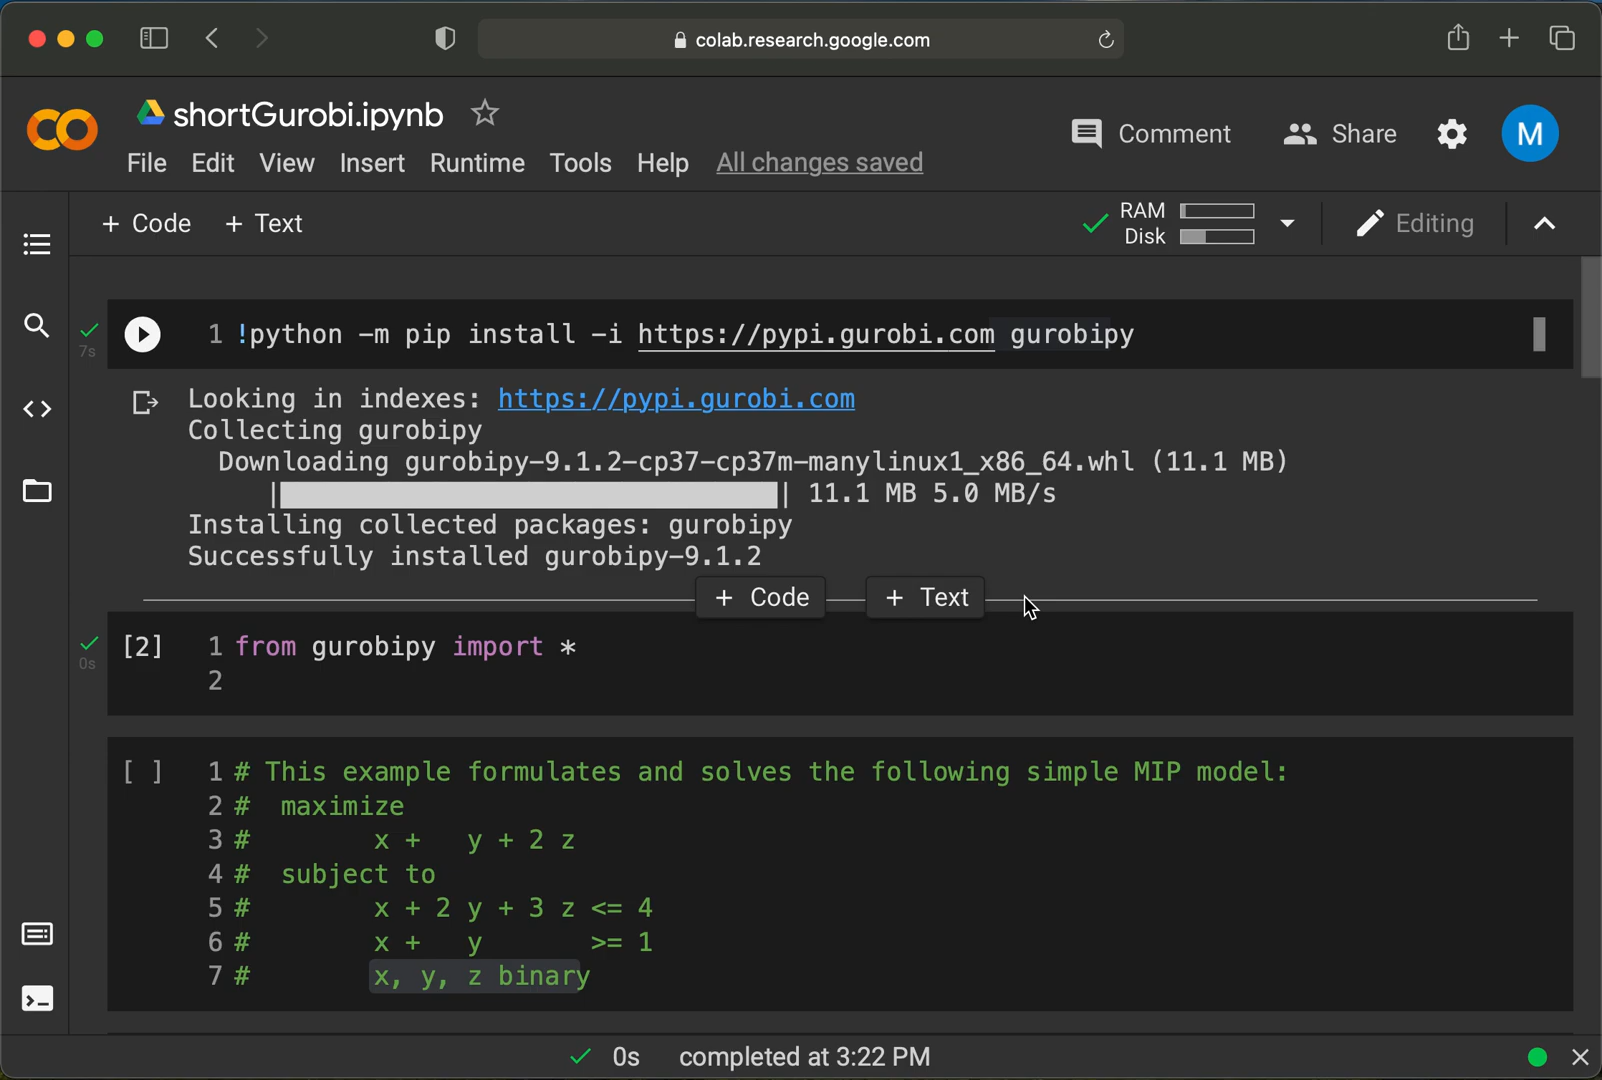 colab.research.google.com
shortGurobi.ipynb
Comment
Share
M
File Edit View Insert Runtime Tools Help All changes saved
+ Code + Text
RAM
Disk
Editing
7s
1 !python -m pip install -i https://pypi.gurobi.com gurobipy
Looking in indexes: https://pypi.gurobi.com
Collecting gurobipy
Downloading gurobipy-9.1.2-cp37-cp37m-manylinux1_x86_64.whl (11.1 MB)
|████████████████████████████████| 11.1 MB 5.0 MB/s
Installing collected packages: gurobipy
Successfully installed gurobipy-9.1.2
+ Code + Text
0s
[2] 1 from gurobipy import *
2
[ ] 1 # This example formulates and solves the following simple MIP model:
2 #  maximize
3 #        x +   y + 2 z
4 #  subject to
5 #        x + 2 y + 3 z <= 4
6 #        x +   y       >= 1
7 #        x, y, z binary
0s completed at 3:22 PM